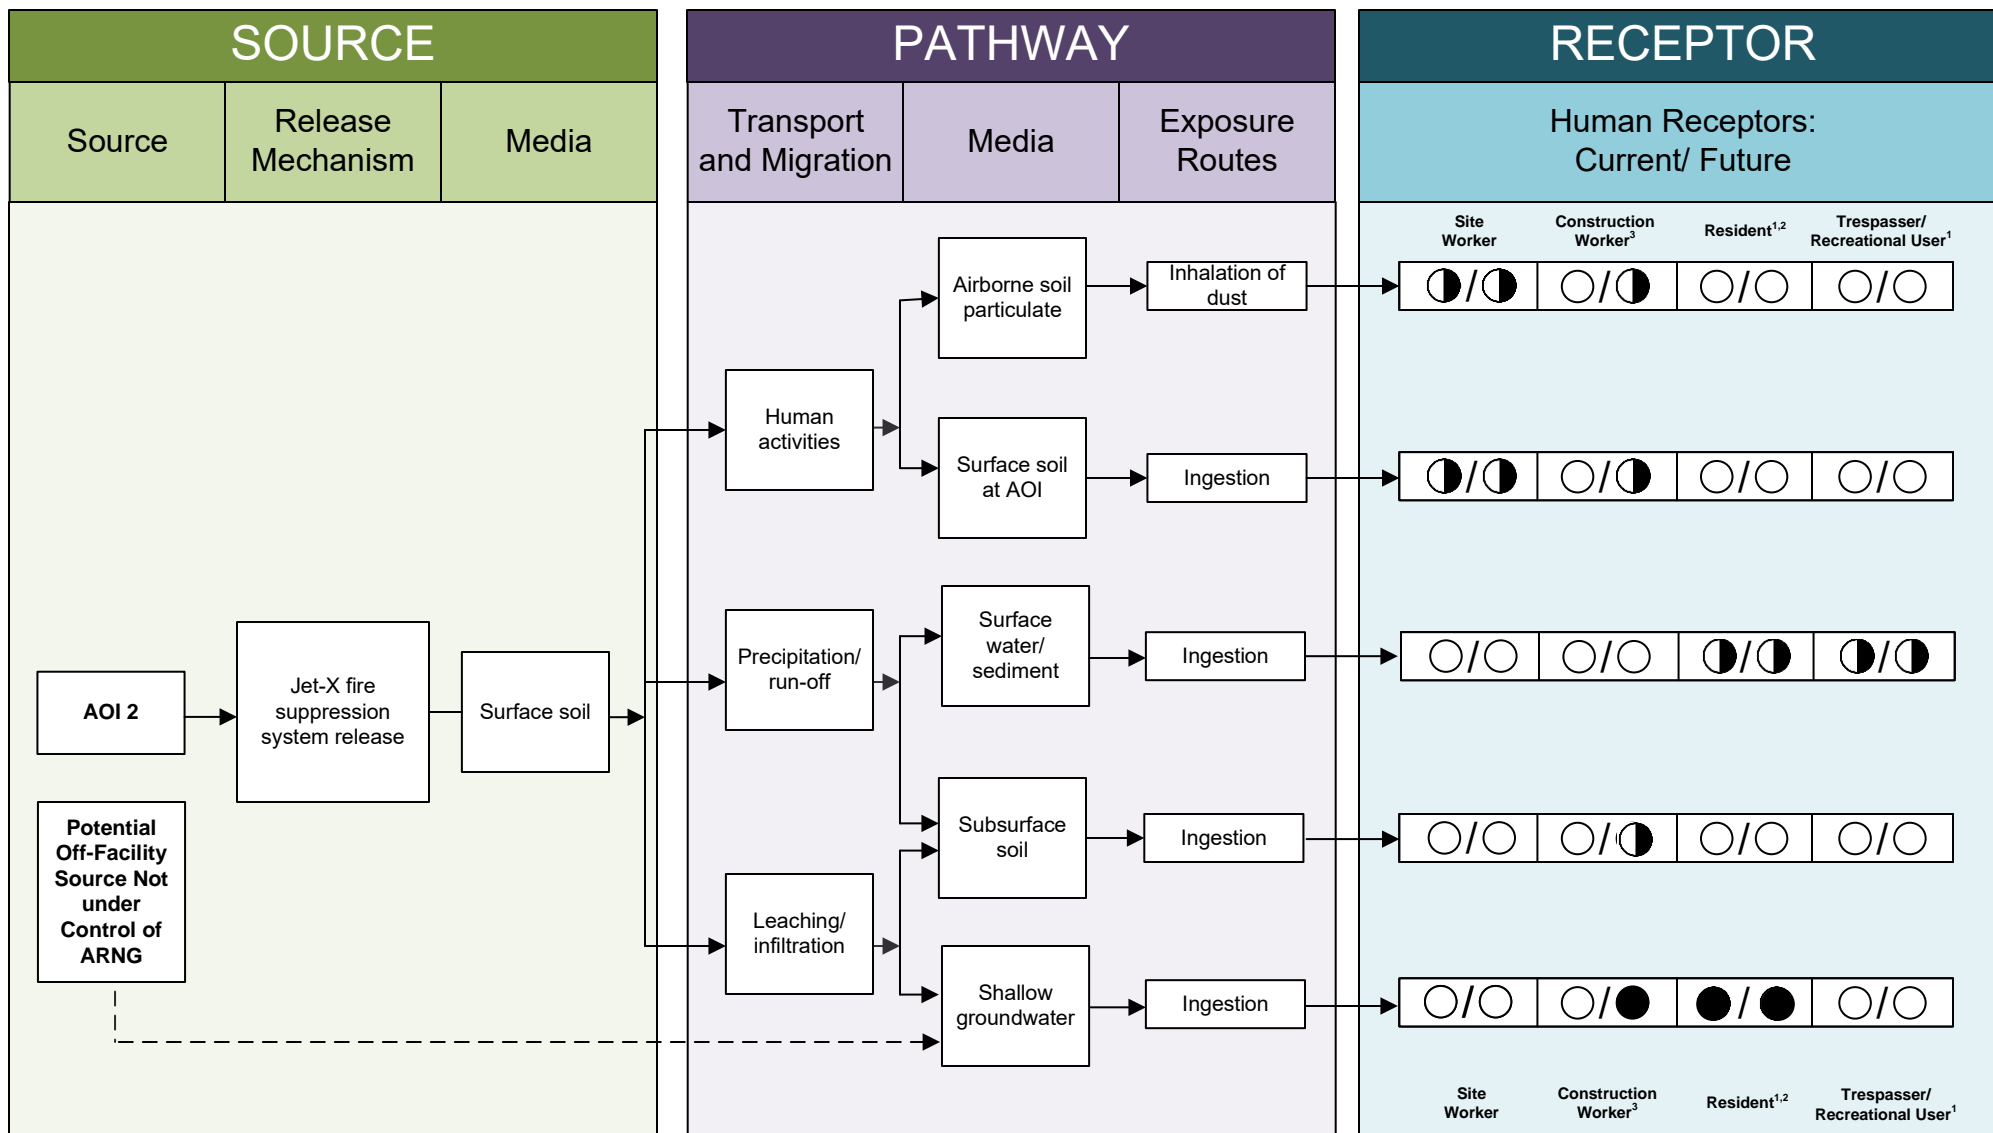 SOURCE
PATHWAY
RECEPTOR
Source
Release
Mechanism
Media
Transport
and Migration
Media
Exposure
Routes
Human Receptors:
Current/ Future
Site
Worker
Construction
Worker3
Resident1,2
Trespasser/
Recreational User1
Airborne soil
particulate
Inhalation of
dust
/
/
/
/
Human
activities
Surface soil
at AOI
Ingestion
/
/
/
/
AOI 2
Jet-X fire
suppression
system release
Surface soil
Precipitation/
run-off
Surface
water/
sediment
Ingestion
/
/
/
/
Potential
Off-Facility
Source Not
under
Control of
ARNG
Subsurface
soil
Ingestion
/
/
/
/
Leaching/
infiltration
Shallow
groundwater
Ingestion
/
/
/
/
Site
Worker
Construction
Worker3
Resident1,2
Trespasser/
Recreational User1